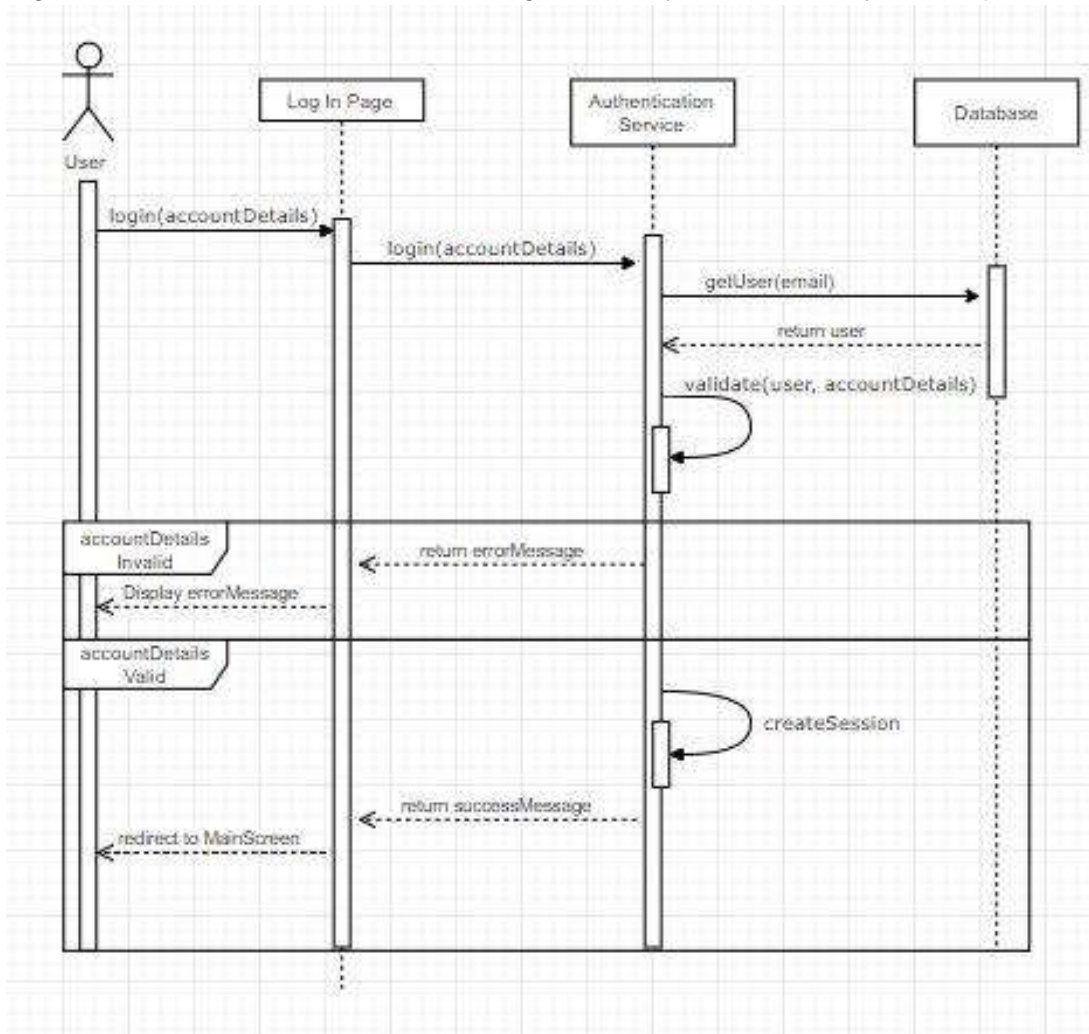 Log In Page
Authentication
Service
Database
User
login(accountDetails)
login(accountDetails)
getUser(email)
return user
validate(user, accountDetails)
accountDetails
Invalid
return errorMessage
Display errorMessage
accountDetails
Valid
createSession
return successMessage
redirect to MainScreen